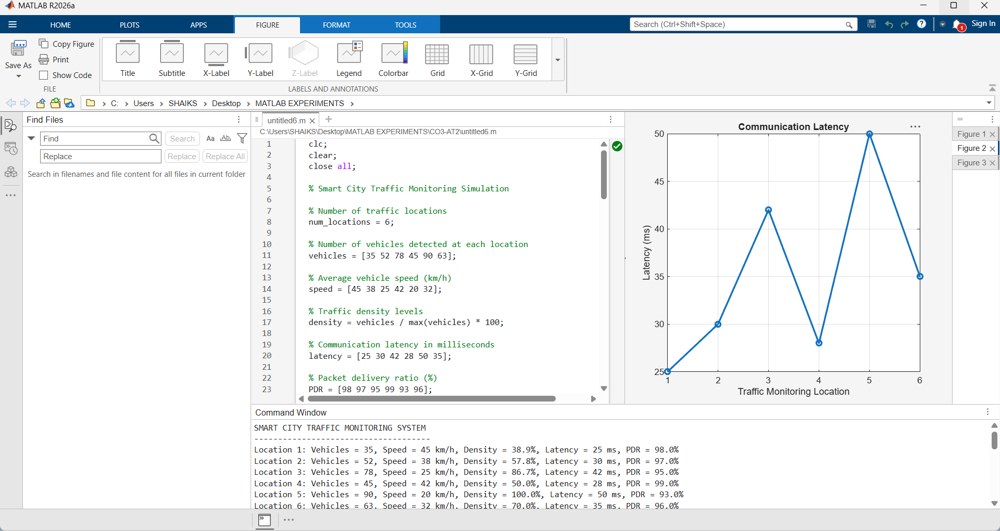 MATLAB R2026a
HOME PLOTS APPS FIGURE FORMAT TOOLS Search (Ctrl+Shift+Space) 1 Sign In
Save As
Copy Figure
Print
Show Code
FILE
Title Subtitle X-Label Y-Label Z-Label Legend Colorbar Grid X-Grid Y-Grid
LABELS AND ANNOTATIONS
C: Users SHAIKS Desktop MATLAB EXPERIMENTS
Find Files
Find Search Aa Ab,
Replace Replace Replace All
Search in filenames and file content for all files in current folder
untitled6.m
C:\Users\SHAIKS\Desktop\MATLAB EXPERIMENTS\CO3-AT2\untitled6.m
1 clc;
2 clear;
3 close all;
4
5 % Smart City Traffic Monitoring Simulation
6
7 % Number of traffic locations
8 num_locations = 6;
9
10 % Number of vehicles detected at each location
11 vehicles = [35 52 78 45 90 63];
12
13 % Average vehicle speed (km/h)
14 speed = [45 38 25 42 20 32];
15
16 % Traffic density levels
17 density = vehicles / max(vehicles) * 100;
18
19 % Communication latency in milliseconds
20 latency = [25 30 42 28 50 35];
21
22 % Packet delivery ratio (%)
23 PDR = [98 97 95 99 93 96];
Communication Latency
50
45
40
35
30
25
Latency (ms)
1 2 3 4 5 6
Traffic Monitoring Location
Figure 1
Figure 2
Figure 3
Command Window
SMART CITY TRAFFIC MONITORING SYSTEM
-------------------------------------
Location 1: Vehicles = 35, Speed = 45 km/h, Density = 38.9%, Latency = 25 ms, PDR = 98.0%
Location 2: Vehicles = 52, Speed = 38 km/h, Density = 57.8%, Latency = 30 ms, PDR = 97.0%
Location 3: Vehicles = 78, Speed = 25 km/h, Density = 86.7%, Latency = 42 ms, PDR = 95.0%
Location 4: Vehicles = 45, Speed = 42 km/h, Density = 50.0%, Latency = 28 ms, PDR = 99.0%
Location 5: Vehicles = 90, Speed = 20 km/h, Density = 100.0%, Latency = 50 ms, PDR = 93.0%
Location 6: Vehicles = 63, Speed = 32 km/h, Density = 70.0%, Latency = 35 ms, PDR = 96.0%